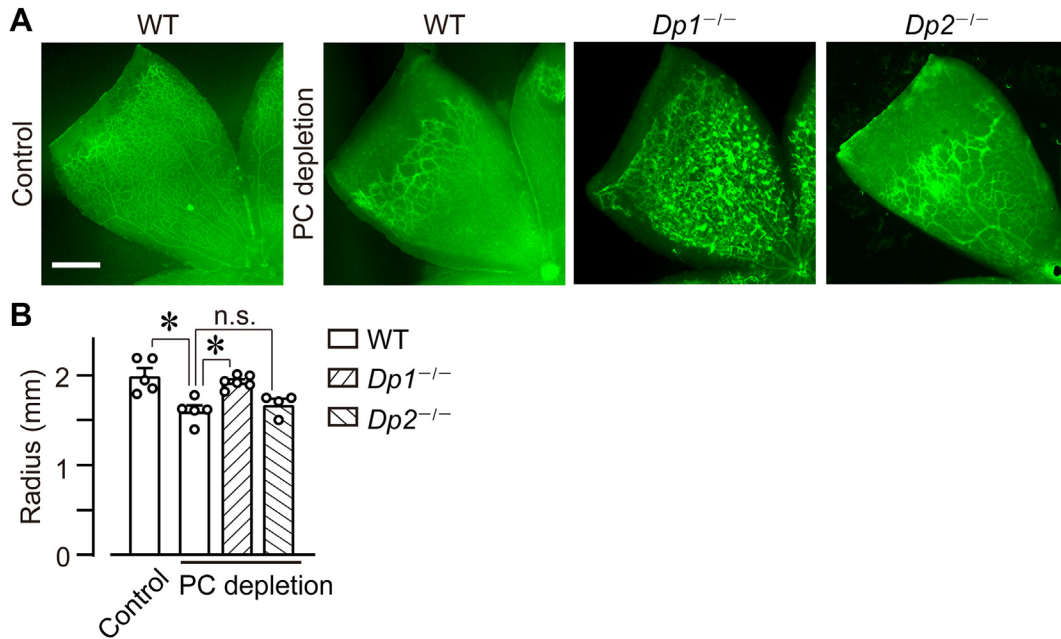 A
WT
WT
Dp1−/−
Dp2−/−
Control
PC depletion
B
*
*
n.s.
WT
Dp1−/−
Dp2−/−
Radius (mm)
2
1
0
Control
PC depletion